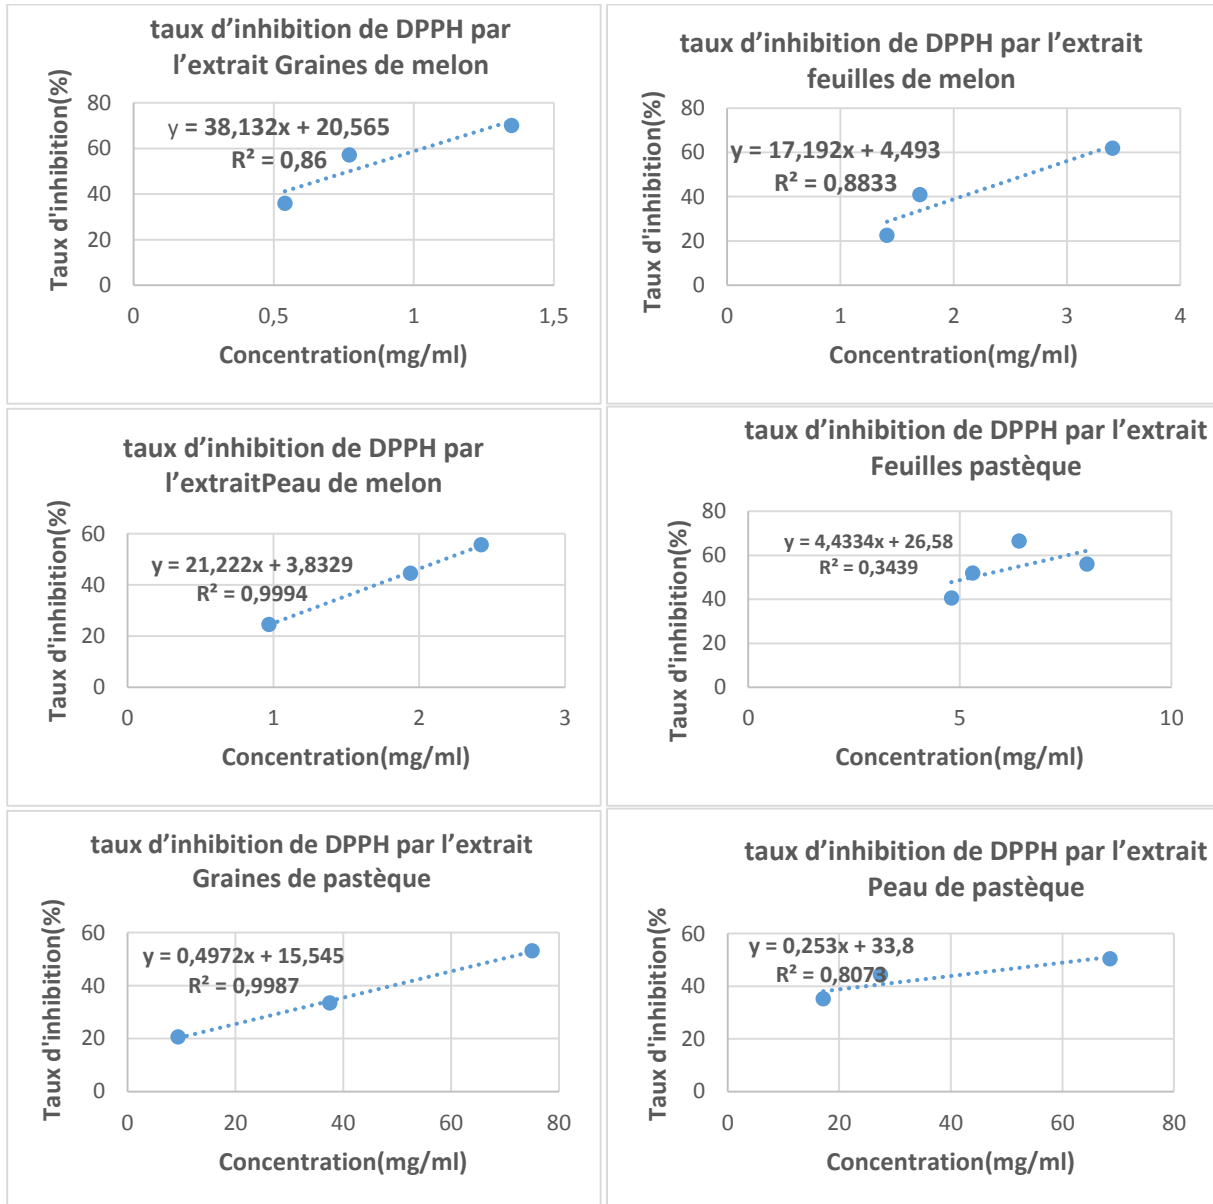 taux d’inhibition de DPPH par
l’extrait Graines de melon
Taux d'inhibition(%)
80
60
40
20
0
y = 38,132x + 20,565
R² = 0,86
0
0,5
1
1,5
Concentration(mg/ml)
taux d’inhibition de DPPH par l’extrait
feuilles de melon
Taux d'inhibition(%)
80
60
40
20
0
y = 17,192x + 4,493
R² = 0,8833
0
1
2
3
4
Concentration(mg/ml)
taux d’inhibition de DPPH par
l’extraitPeau de melon
Taux d'inhibition(%)
60
40
20
0
y = 21,222x + 3,8329
R² = 0,9994
0
1
2
3
Concentration(mg/ml)
taux d’inhibition de DPPH par l’extrait
Feuilles pastèque
Taux d'inhibition(%)
80
60
40
20
0
y = 4,4334x + 26,58
R² = 0,3439
0
5
10
Concentration(mg/ml)
taux d’inhibition de DPPH par l’extrait
Graines de pastèque
Taux d'inhibition(%)
60
40
20
0
y = 0,4972x + 15,545
R² = 0,9987
0
20
40
60
80
Concentration(mg/ml)
taux d’inhibition de DPPH par l’extrait
Peau de pastèque
Taux d'inhibition(%
60
40
20
0
y = 0,253x + 33,8
R² = 0,8073
0
20
40
60
80
Concentration(mg/ml)